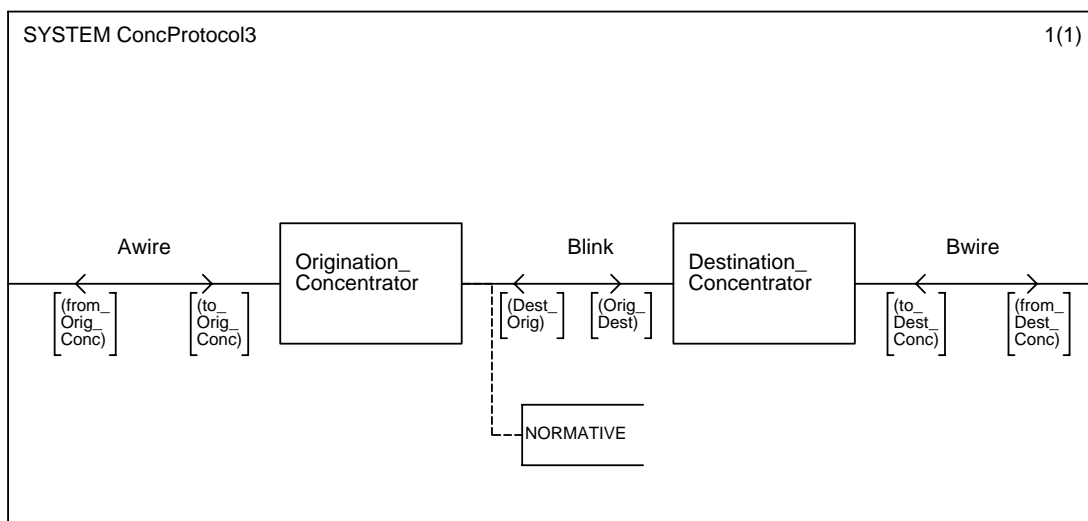 SYSTEM ConcProtocol3
1(1)
Awire
(from_
Orig_
Conc)
(to_
Orig_
Conc)
Origination_
Concentrator
Blink
(Dest_
Orig)
(Orig_
Dest)
Destination_
Concentrator
Bwire
(to_
Dest_
Conc)
(from_
Dest_
Conc)
NORMATIVE